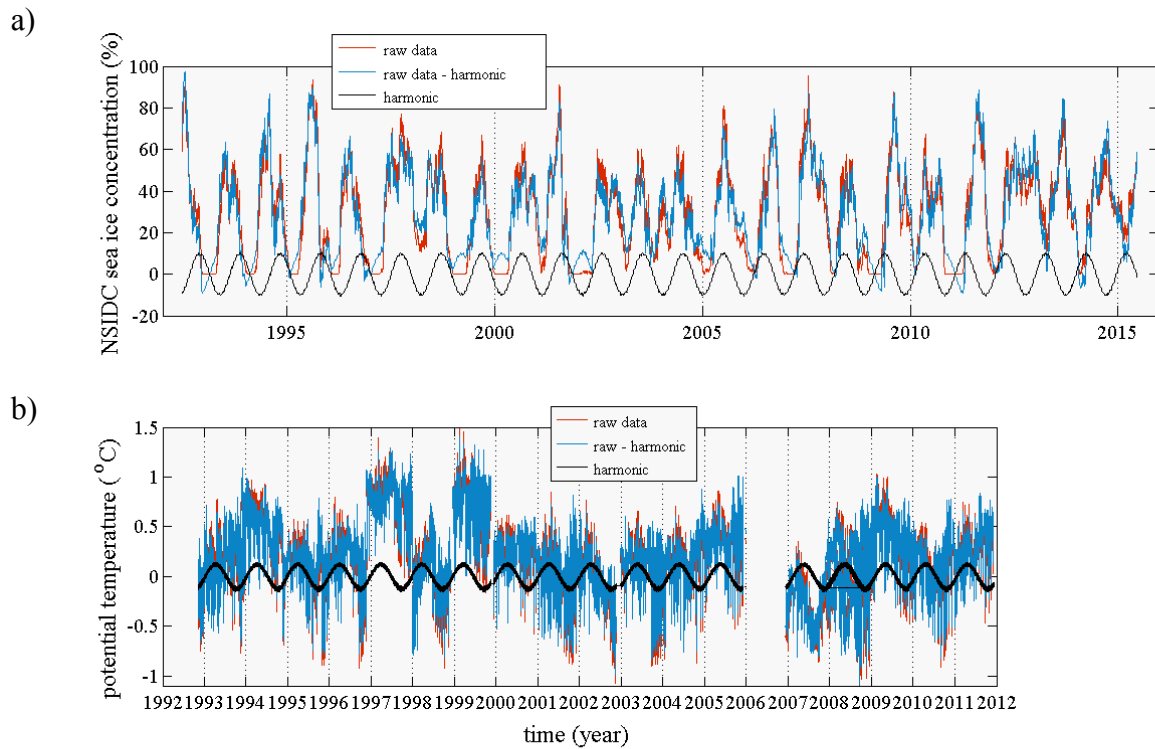 a)
raw data
raw data - harmonic
harmonic
NSIDC sea ice concentration (%)
100
80
60
40
20
0
-20
1995 2000 2005 2010 2015
b)
raw data
raw - harmonic
harmonic
potential temperature (°C)
1.5
1
0.5
0
-0.5
-1
1992 1993 1994 1995 1996 1997 1998 1999 2000 2001 2002 2003 2004 2005 2006 2007 2008 2009 2010 2011 2012
time (year)